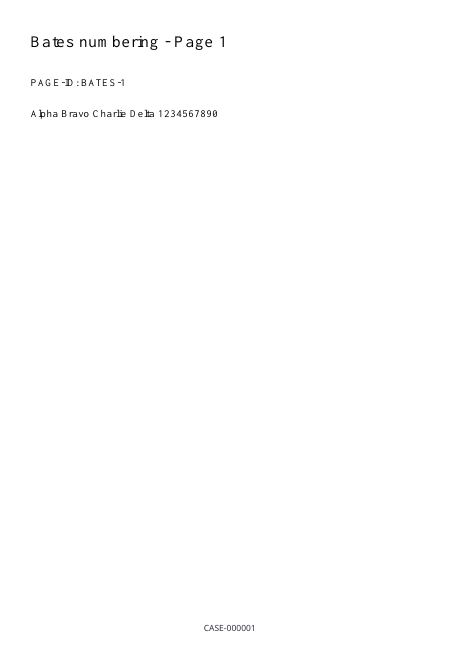 Bates numbering - Page 1
PAGE-ID: BATES-1
Alpha Bravo Charlie Delta 1234567890
CASE-000001